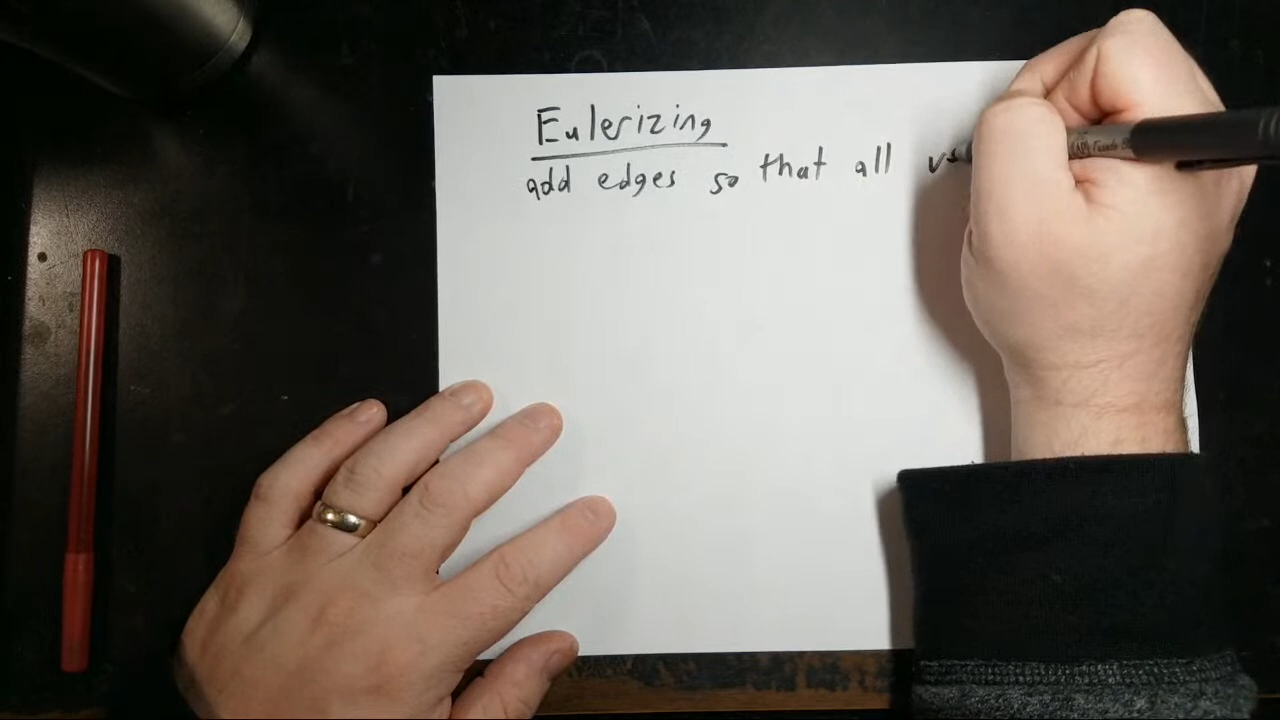 Eulerizing
add edges so that all